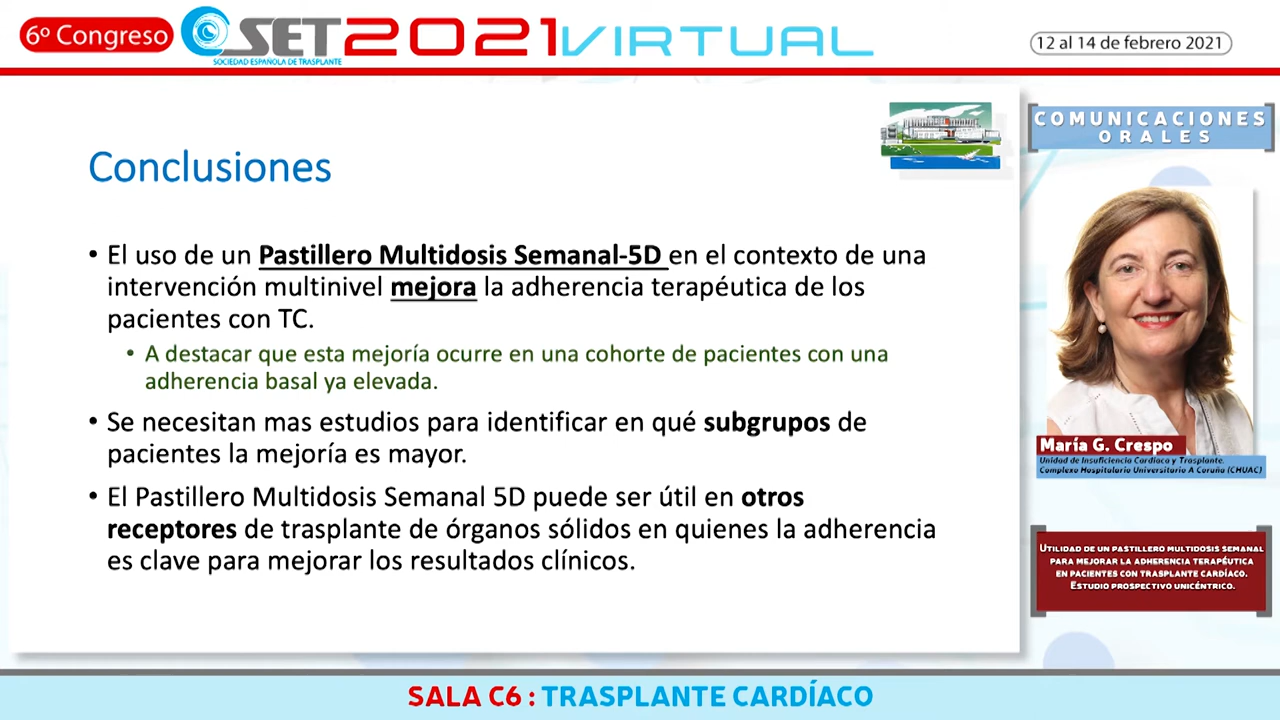 6º Congreso
SET2021VIRTUAL
SOCIEDAD ESPAÑOLA DE TRASPLANTE
12 al 14 de febrero 2021
Conclusiones
• El uso de un Pastillero Multidosis Semanal-5D en el contexto de una
intervención multinivel mejora la adherencia terapéutica de los
pacientes con TC.
• A destacar que esta mejoría ocurre en una cohorte de pacientes con una
adherencia basal ya elevada.
• Se necesitan mas estudios para identificar en qué subgrupos de
pacientes la mejoría es mayor.
• El Pastillero Multidosis Semanal 5D puede ser útil en otros
receptores de trasplante de órganos sólidos en quienes la adherencia
es clave para mejorar los resultados clínicos.
COMUNICACIONES
ORALES
María G. Crespo
Unidad de Insuficiencia Cardíaca y Trasplante.
Complexo Hospitalario Universitario A Coruña (CHUAC)
UTILIDAD DE UN PASTILLERO MULTIDOSIS SEMANAL
PARA MEJORAR LA ADHERENCIA TERAPÉUTICA
EN PACIENTES CON TRASPLANTE CARDÍACO.
ESTUDIO PROSPECTIVO UNICÉNTRICO.
SALA C6 : TRASPLANTE CARDÍACO